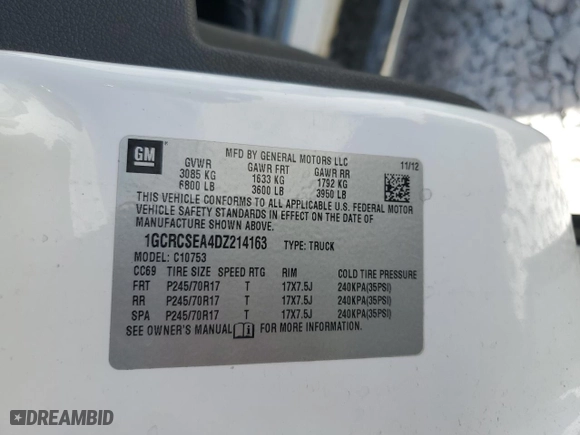 GM
MFD BY GENERAL MOTORS LLC
11/12
GVWR GAWR FRT GAWR RR
3085 KG 1633 KG 1792 KG
6800 LB 3600 LB 3950 LB
THIS VEHICLE CONFORMS TO ALL APPLICABLE U.S. FEDERAL MOTOR
VEHICLE SAFETY STANDARDS IN EFFECT ON THE DATE OF
MANUFACTURE SHOWN ABOVE.
1GCRCSEA4DZ214163 TYPE: TRUCK
MODEL: C10753
CC69 TIRE SIZE SPEED RTG RIM COLD TIRE PRESSURE
FRT P245/70R17 T 17X7.5J 240KPA(35PSI)
RR P245/70R17 T 17X7.5J 240KPA(35PSI)
SPA P245/70R17 T 17X7.5J 240KPA(35PSI)
SEE OWNER'S MANUAL FOR MORE INFORMATION.
DREAMBID